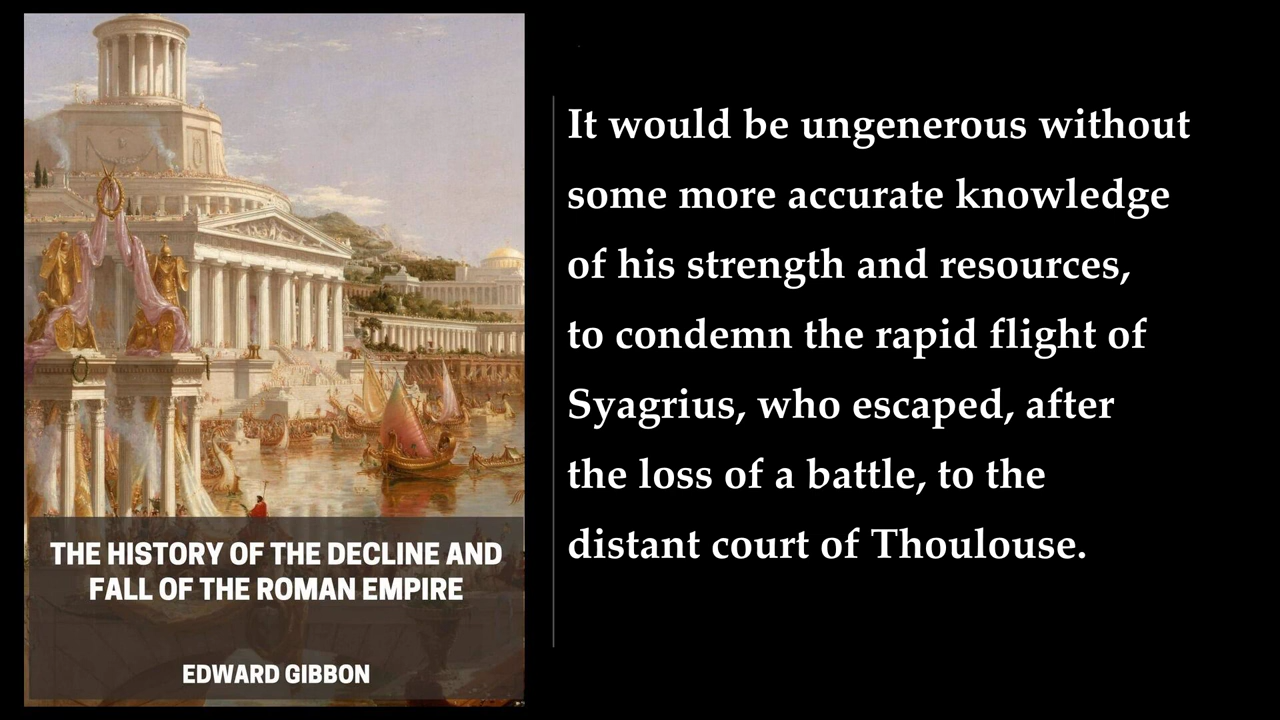 THE HISTORY OF THE DECLINE AND
FALL OF THE ROMAN EMPIRE
EDWARD GIBBON
It would be ungenerous without
some more accurate knowledge
of his strength and resources,
to condemn the rapid flight of
Syagrius, who escaped, after
the loss of a battle, to the
distant court of Thoulouse.